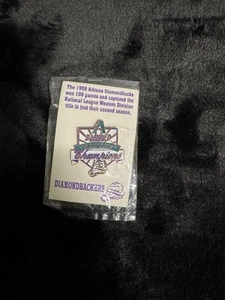 The 1999 Arizona Diamondbacks
won 100 games and captured the
National League Western Division
title in just their second season.
Champions
DIAMONDBACKERS